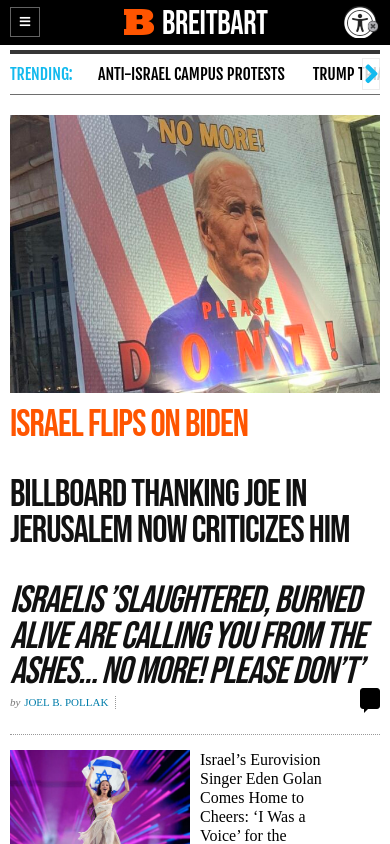 B BREITBART
TRENDING: ANTI-ISRAEL CAMPUS PROTESTS TRUMP
NO MORE!
PLEASE
DON'T!
ISRAEL FLIPS ON BIDEN
BILLBOARD THANKING JOE IN
JERUSALEM NOW CRITICIZES HIM
ISRAELIS ’SLAUGHTERED, BURNED
ALIVE ARE CALLING YOU FROM THE
ASHES… NO MORE! PLEASE DON’T’
by JOEL B. POLLAK
Israel’s Eurovision
Singer Eden Golan
Comes Home to
Cheers: ‘I Was a
Voice’ for the